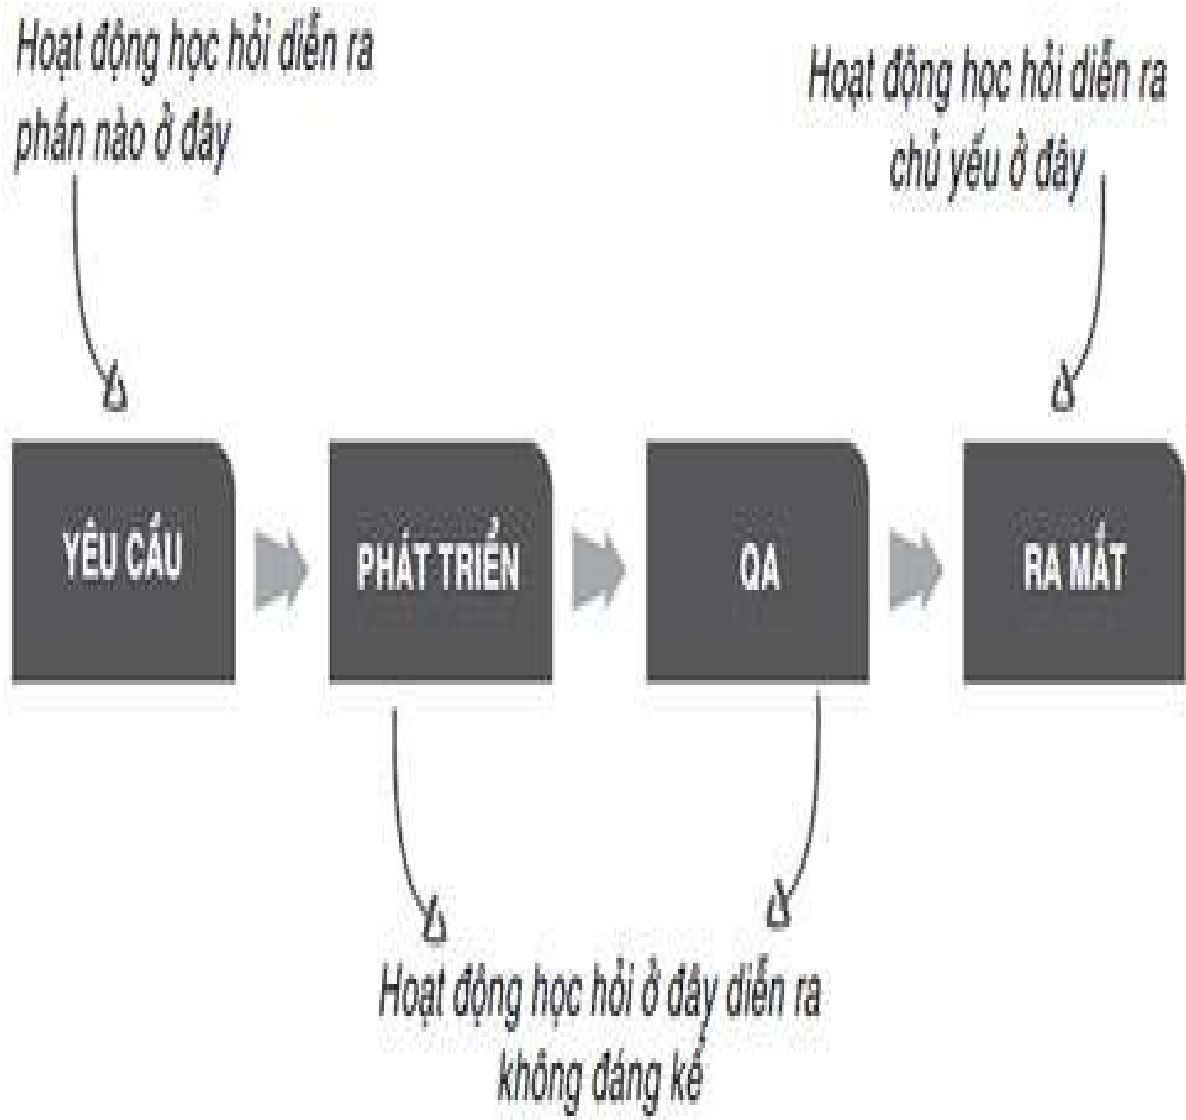 Hoạt động học hỏi diễn ra
phần nào ở đây
Hoạt động học hỏi diễn ra
chủ yếu ở đây
YÊU CẦU
PHÁT TRIỂN
QA
RA MẮT
Hoạt động học hỏi ở đây diễn ra
không đáng kể